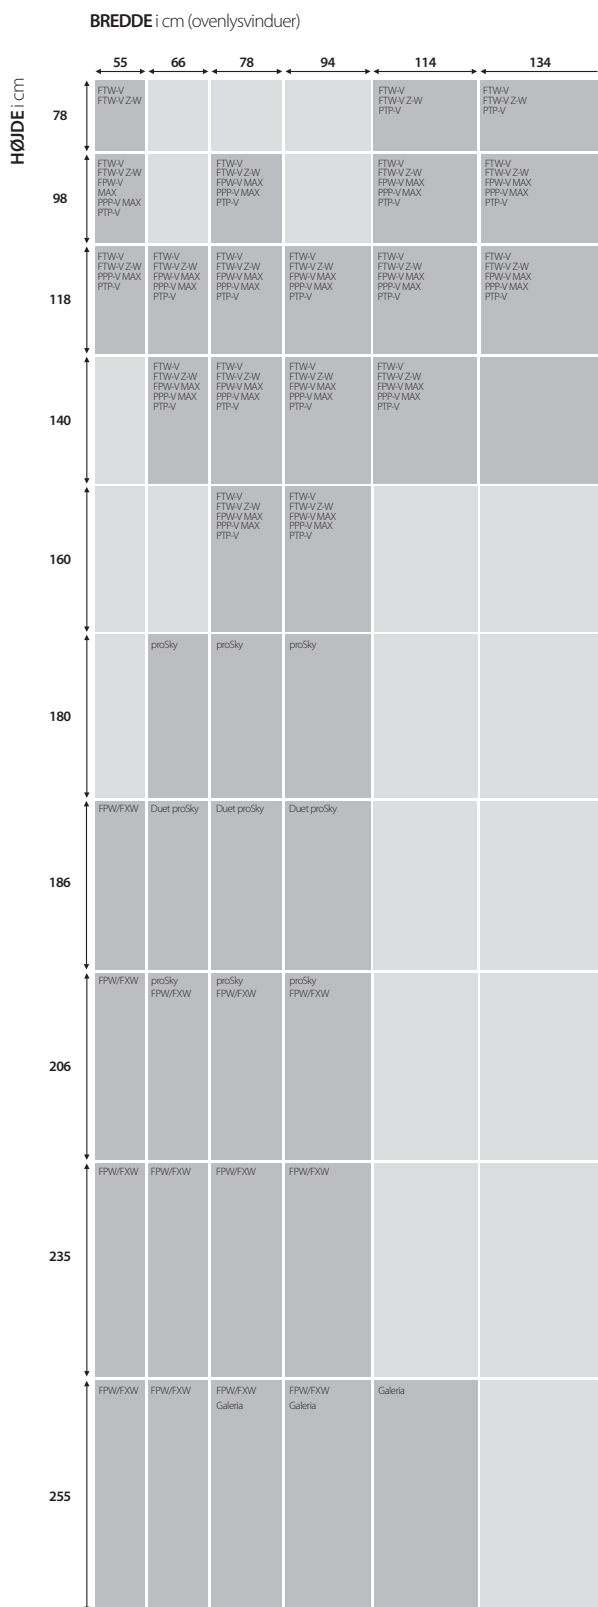 BREDDE i cm (ovenlysvinduer)
55 66 78 94 114 134
HØJDE i cm
78
FTW-V
FTW-V Z-W
FTW-V
FTW-V Z-W
PTP-V
FTW-V
FTW-V Z-W
PTP-V
98
FTW-V
FTW-V Z-W
FPW-V
MAX
PPP-V MAX
PTP-V
FTW-V
FTW-V Z-W
FPW-V MAX
PPP-V MAX
PTP-V
FTW-V
FTW-V Z-W
FPW-V MAX
PPP-V MAX
PTP-V
FTW-V
FTW-V Z-W
FPW-V MAX
PPP-V MAX
PTP-V
118
FTW-V
FTW-V Z-W
PPP-V MAX
PTP-V
FTW-V
FTW-V Z-W
FPW-V MAX
PPP-V MAX
PTP-V
FTW-V
FTW-V Z-W
FPW-V MAX
PPP-V MAX
PTP-V
FTW-V
FTW-V Z-W
FPW-V MAX
PPP-V MAX
PTP-V
FTW-V
FTW-V Z-W
FPW-V MAX
PPP-V MAX
PTP-V
FTW-V
FTW-V Z-W
FPW-V MAX
PPP-V MAX
PTP-V
140
FTW-V
FTW-V Z-W
FPW-V MAX
PPP-V MAX
PTP-V
FTW-V
FTW-V Z-W
FPW-V MAX
PPP-V MAX
PTP-V
FTW-V
FTW-V Z-W
FPW-V MAX
PPP-V MAX
PTP-V
FTW-V
FTW-V Z-W
FPW-V MAX
PPP-V MAX
PTP-V
160
FTW-V
FTW-V Z-W
FPW-V MAX
PPP-V MAX
PTP-V
FTW-V
FTW-V Z-W
FPW-V MAX
PPP-V MAX
PTP-V
180
proSky
proSky
proSky
186
FPW/FXW
Duet proSky
Duet proSky
Duet proSky
206
FPW/FXW
proSky
FPW/FXW
proSky
FPW/FXW
proSky
FPW/FXW
235
FPW/FXW
FPW/FXW
FPW/FXW
FPW/FXW
255
FPW/FXW
FPW/FXW
FPW/FXW
Galeria
FPW/FXW
Galeria
Galeria